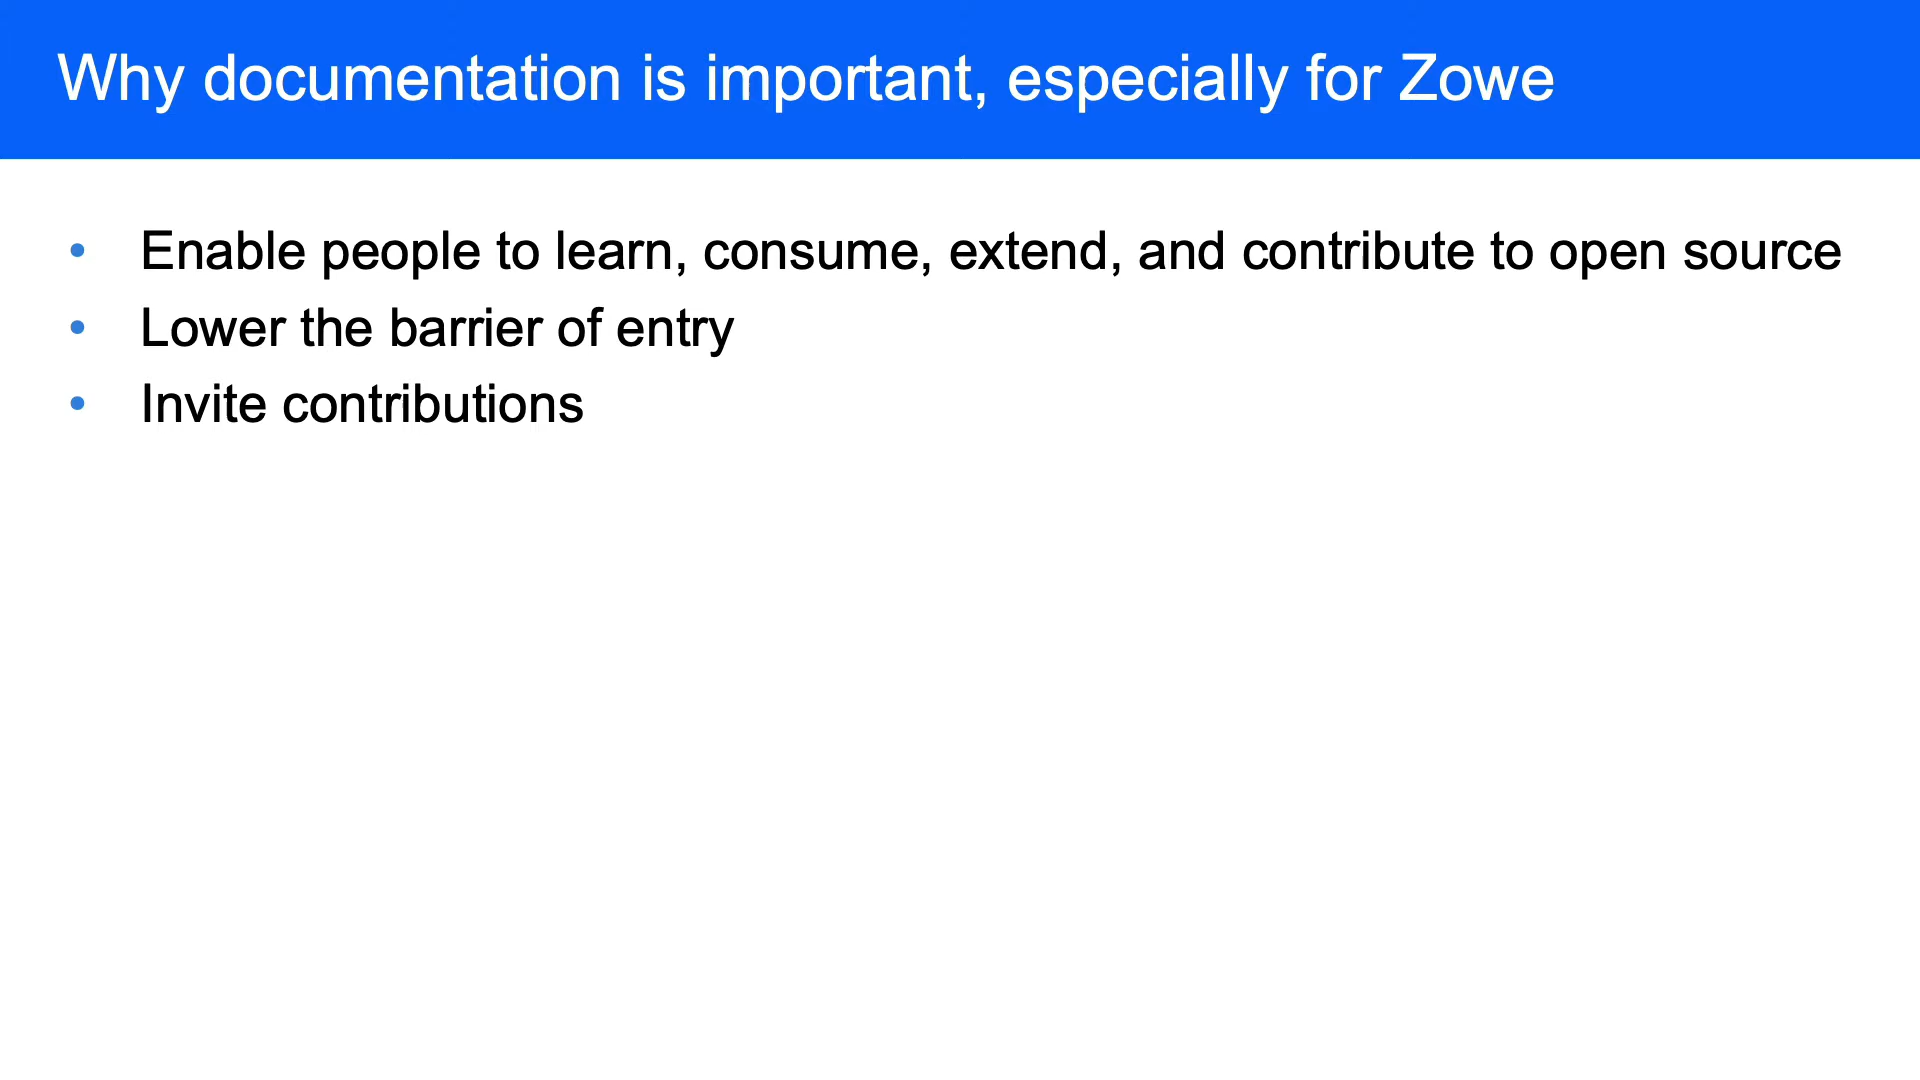 Why documentation is important, especially for Zowe
• Enable people to learn, consume, extend, and contribute to open source
• Lower the barrier of entry
• Invite contributions